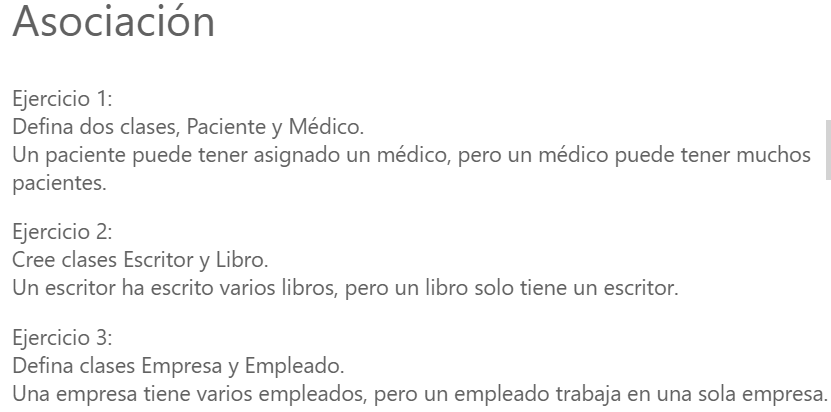 Asociación
Ejercicio 1:
Defina dos clases, Paciente y Médico.
Un paciente puede tener asignado un médico, pero un médico puede tener muchos
pacientes.
Ejercicio 2:
Cree clases Escritor y Libro.
Un escritor ha escrito varios libros, pero un libro solo tiene un escritor.
Ejercicio 3:
Defina clases Empresa y Empleado.
Una empresa tiene varios empleados, pero un empleado trabaja en una sola empresa.